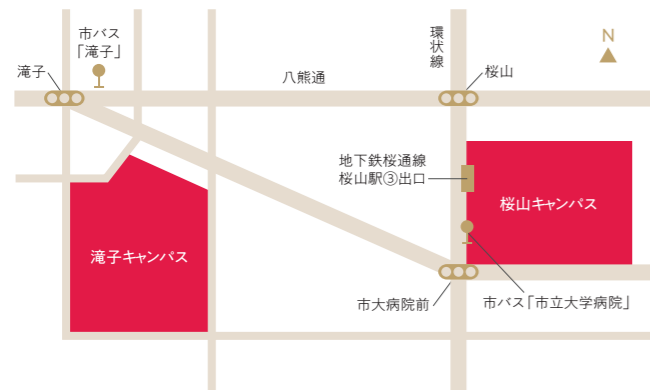 市バス
「滝子」
滝子
八熊通
環状線
桜山
N
地下鉄桜通線
桜山駅③出口
桜山キャンパス
滝子キャンパス
市大病院前
市バス「市立大学病院」